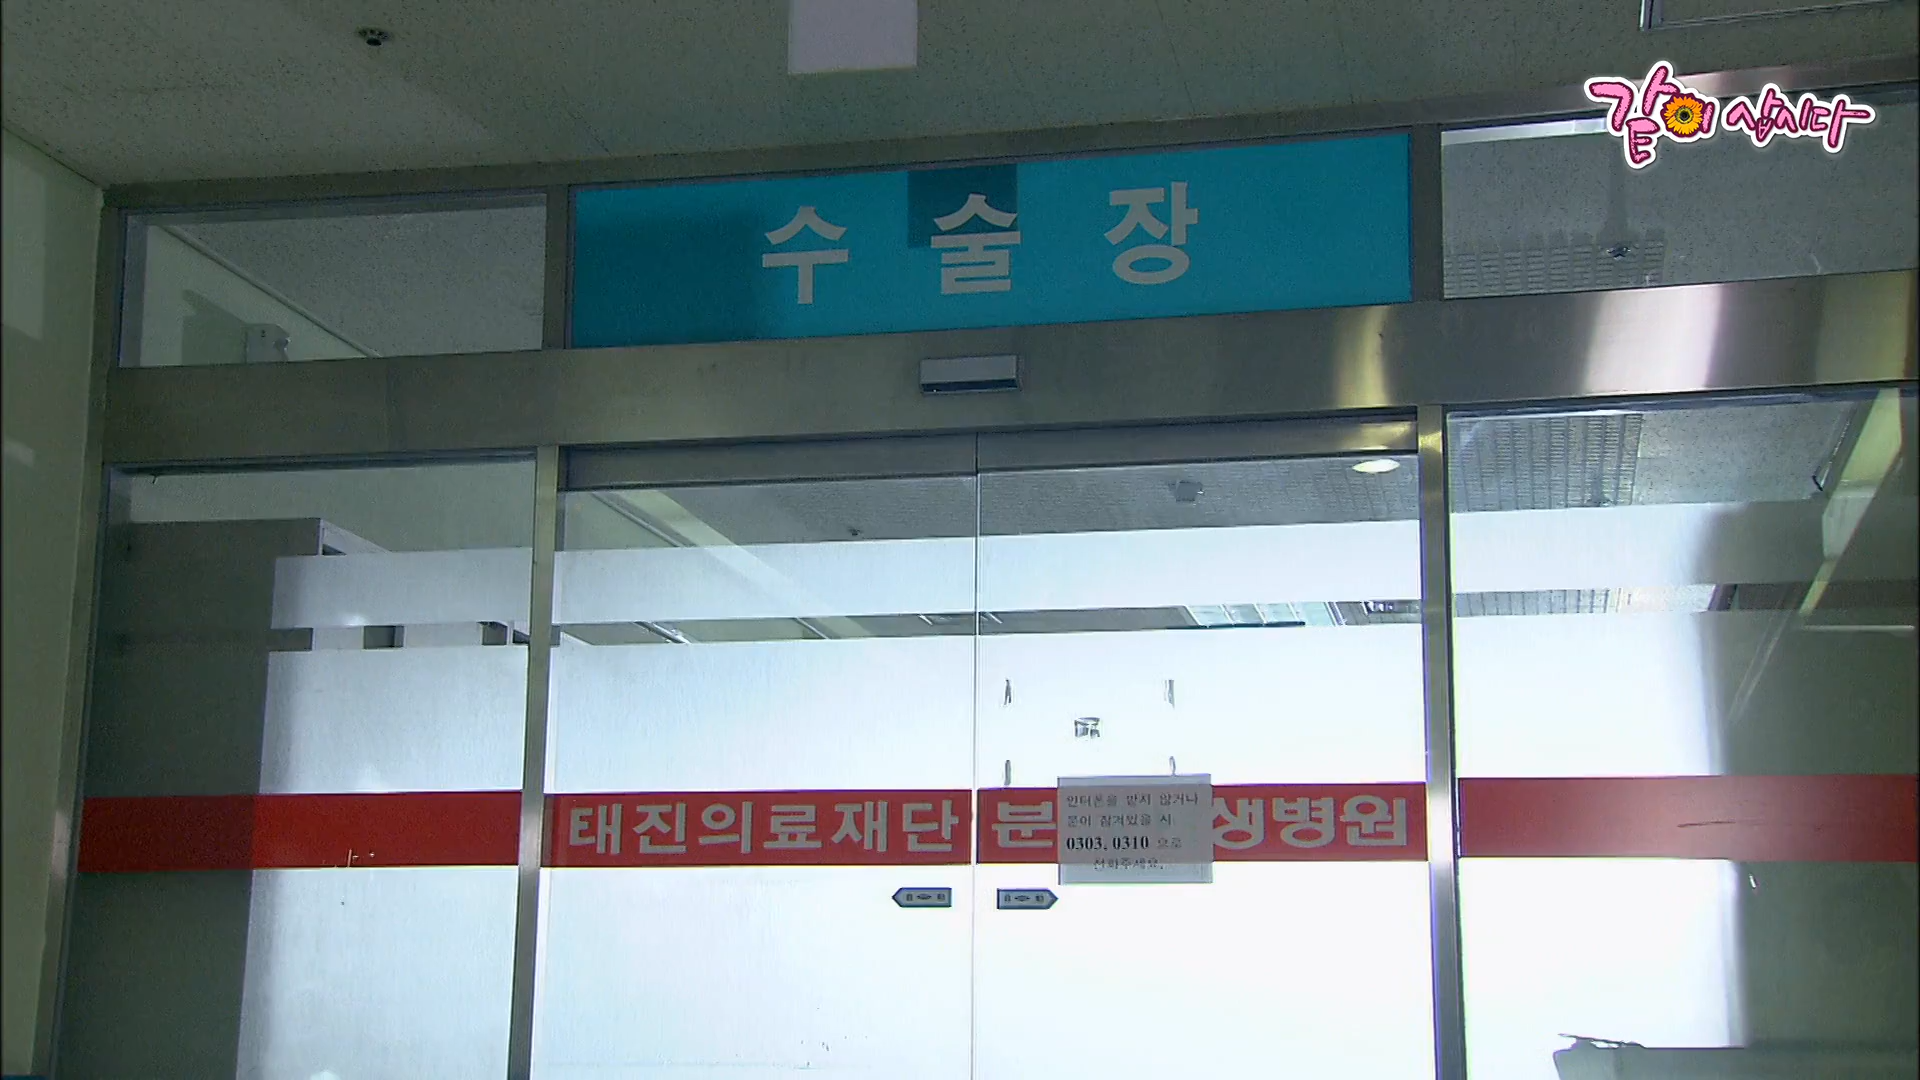 같이 삽시다
수술장
태진의료재단 분 생병원
인터폰을 받지 않거나
문이 잠겨있을 시
0303, 0310 으로
전화주세요.